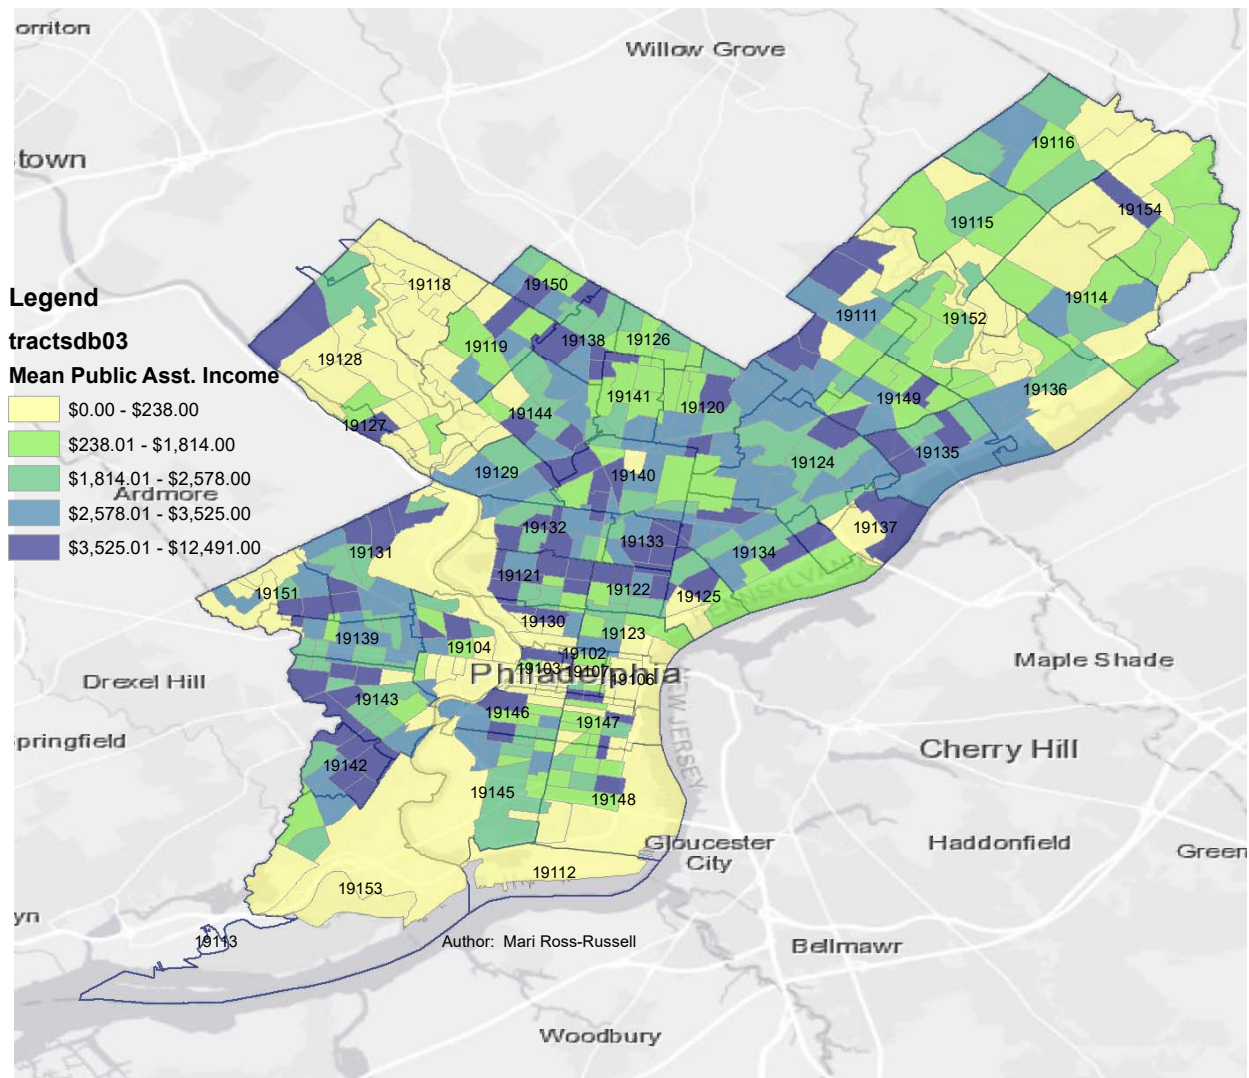 orriton
Willow Grove
town
19116
19154
19115
19118
19150
19114
19111
19152
19138
19126
19119
19128
19141
19120
19144
19149
19136
19127
19135
19124
19129
19140
19132
19133
19137
19131
19134
19121
19122
19125
19151
19130
19123
19139
19104
19102
19103
19107
Philadelphia
19106
19143
19146
19147
19142
19145
19148
19112
19153
19113
Legend
tractsdb03
Mean Public Asst. Income
$0.00 - $238.00
$238.01 - $1,814.00
$1,814.01 - $2,578.00
$2,578.01 - $3,525.00
$3,525.01 - $12,491.00
Ardmore
PENNSYLVANIA
NEW JERSEY
Drexel Hill
pringfield
Maple Shade
Cherry Hill
Haddonfield
Green
Gloucester
City
yn
Author: Mari Ross-Russell
Bellmawr
Woodbury